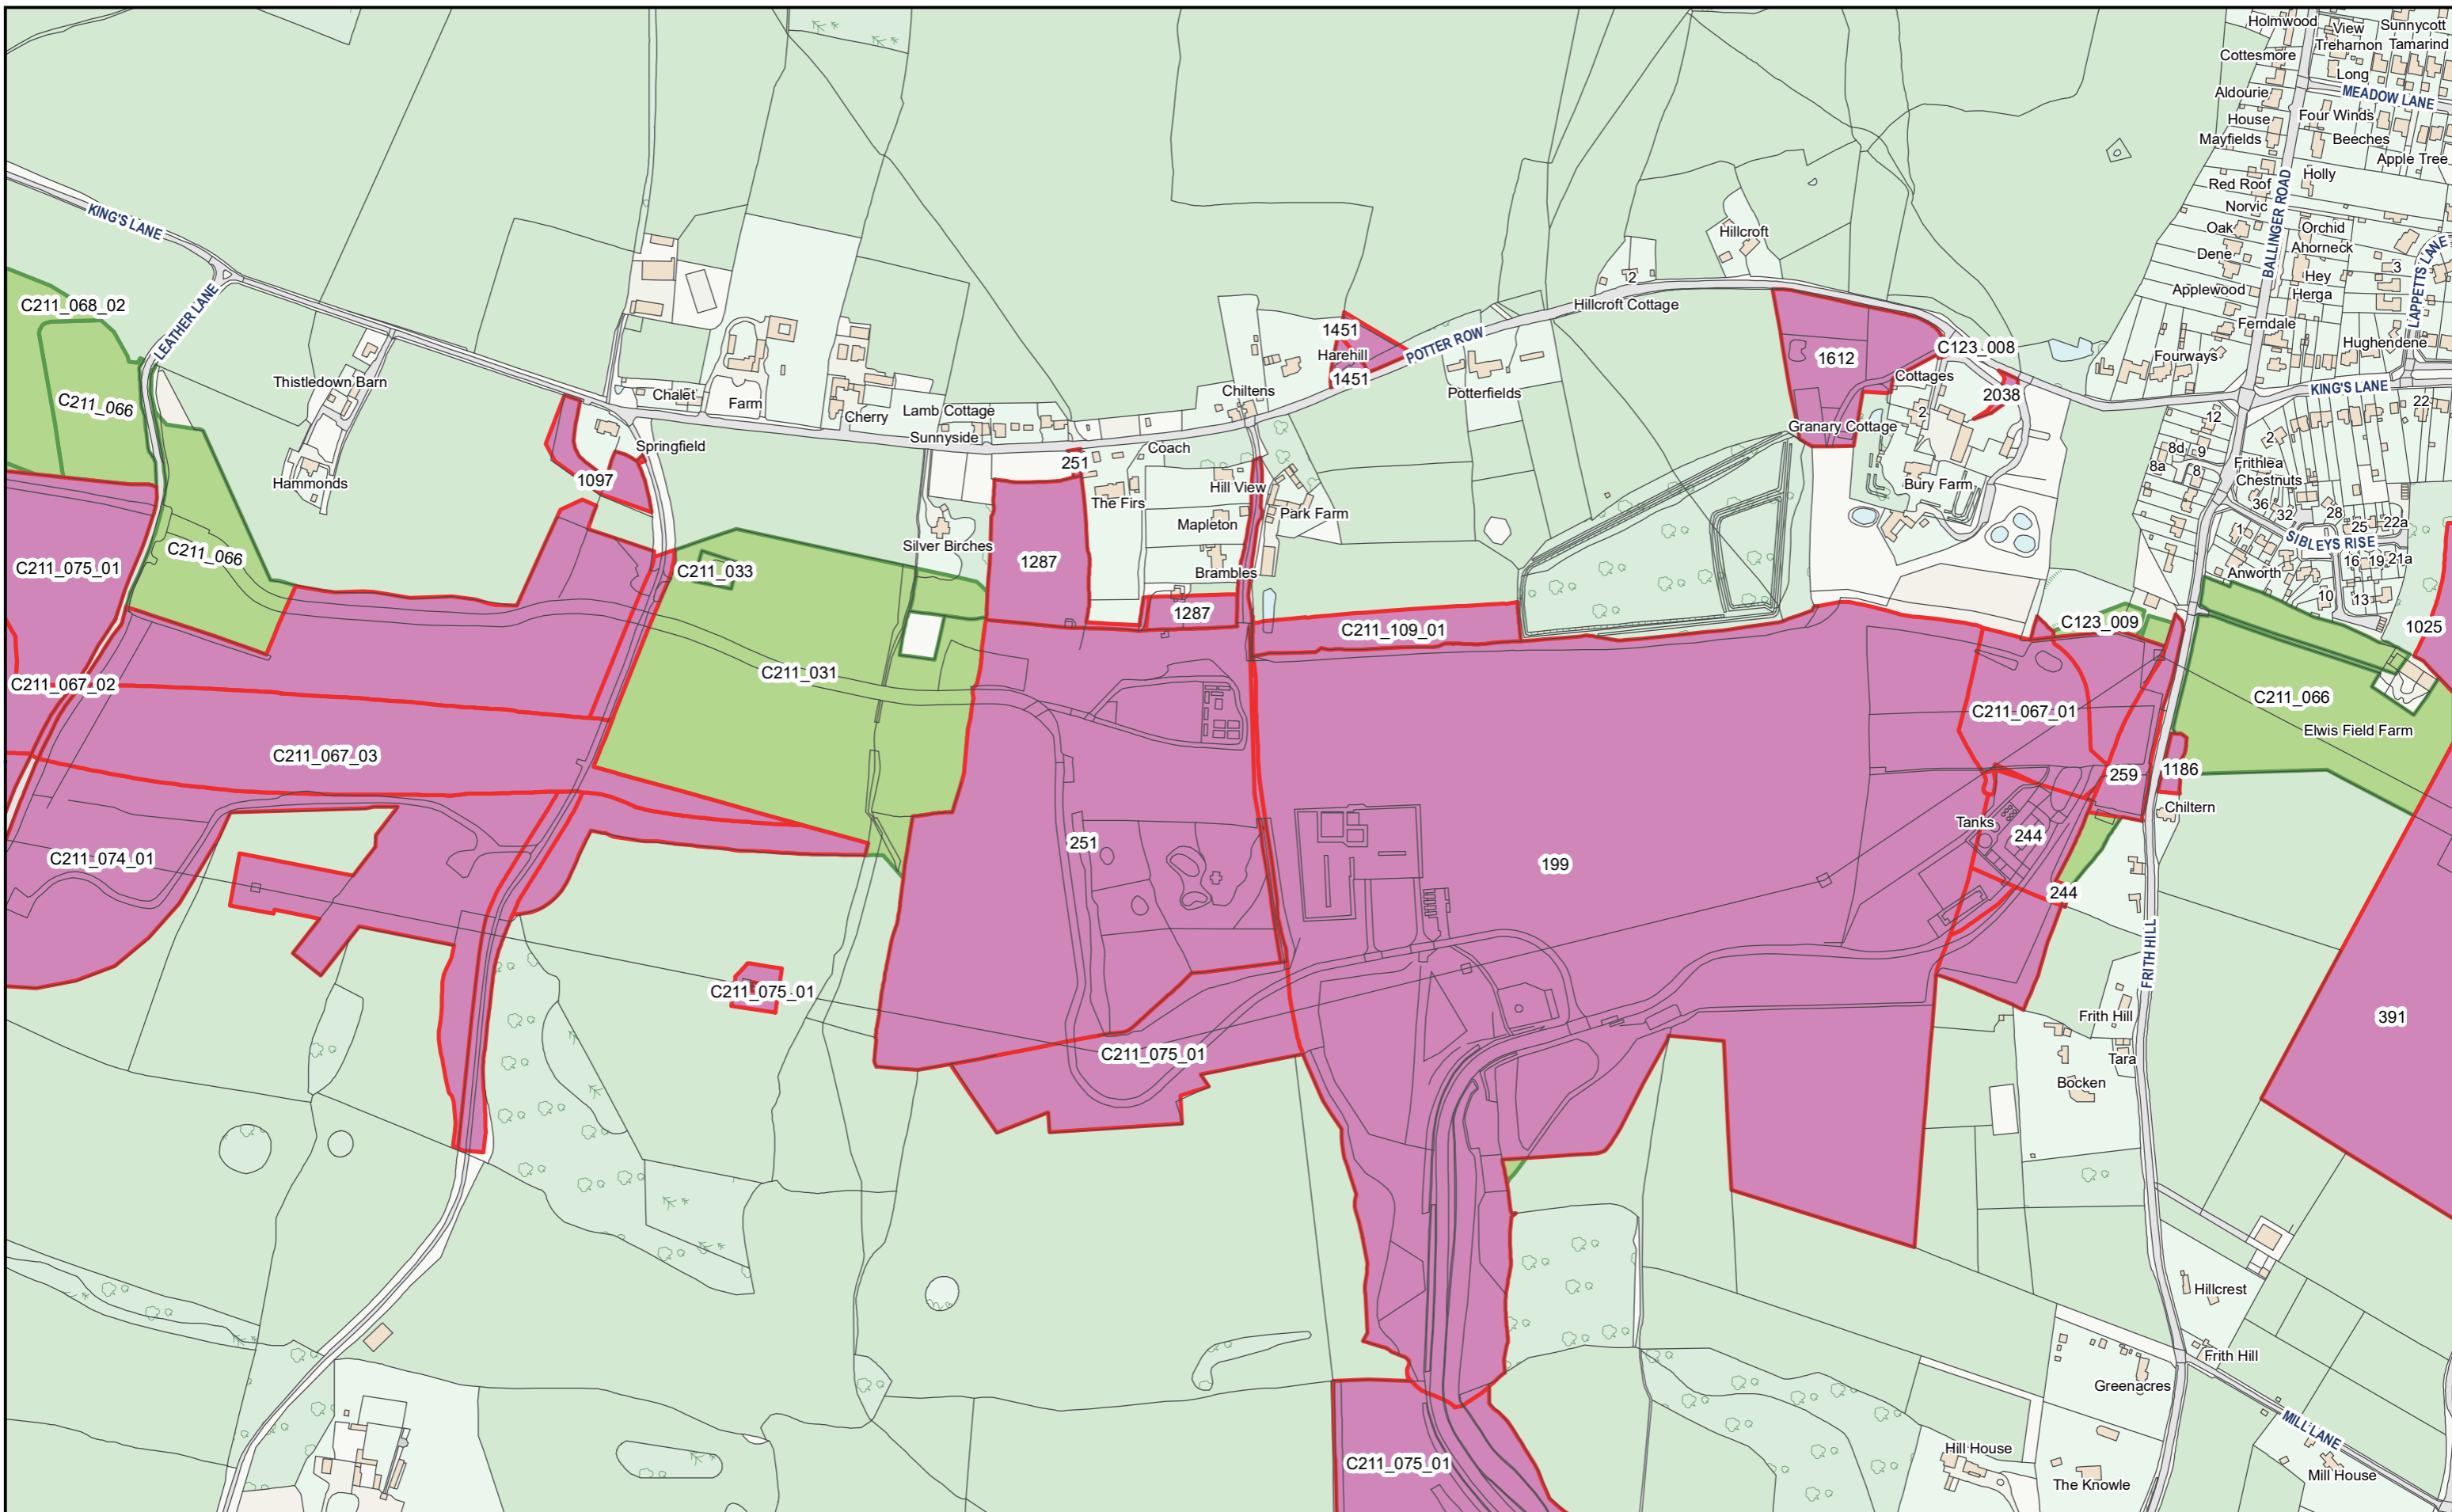 Holmwood
View
Sunnycott
Treharnon
Tamarind
Cottesmore
Long
Aldourie
MEADOW LANE
House
Four Winds
Mayfields
Beeches
Apple Tree
Red Roof
Holly
Norvic
BALLINGER ROAD
Oak
Orchid
Ahorneck
Dene
Hey
3
LAPPETTS LANE
Applewood
Herga
Ferndale
Hughendene
Fourways
KING'S LANE
22
KING'S LANE
LEATHER LANE
C211_068_02
C211_066
Thistledown Barn
Hammonds
Chalet
Farm
Cherry
Lamb Cottage
Sunnyside
Springfield
1097
251
Coach
Chiltens
1451
Harehill
1451
POTTER ROW
Potterfields
2
Hillcroft
Hillcroft Cottage
1612
C123_008
Cottages
2038
2
Granary Cottage
Bury Farm
12
2
8d
9
8a
8
Frithlea
Chestnuts
36
32
28
22a
25
1
SIBLEYS RISE
16
19
21a
Anworth
10
13
1025
The Firs
Hill View
Mapleton
Park Farm
Brambles
Silver Birches
1287
1287
C211_109_01
C211_075_01
C211_066
C211_033
C211_031
C211_067_02
C211_067_03
C211_074_01
C123_009
C211_067_01
C211_066
Elwis Field Farm
259
1186
Chiltern
Tanks
244
244
251
199
C211_075_01
C211_075_01
FRITH HILL
391
Frith Hill
Tara
Bocken
Hillcrest
Frith Hill
Greenacres
MILL LANE
Hill House
The Knowle
Mill House
C211_075_01